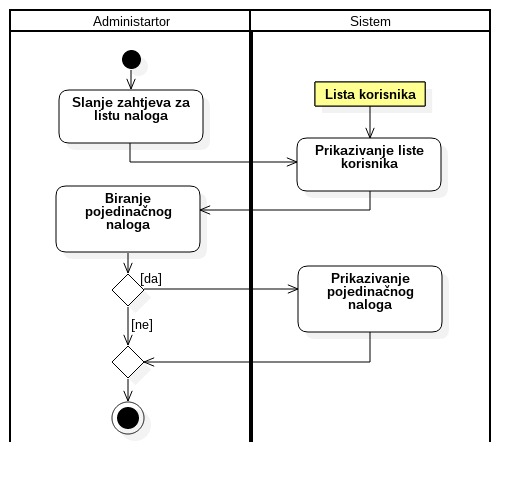 Administartor
Sistem
Slanje zahtjeva za
listu naloga
Lista korisnika
Prikazivanje liste
korisnika
Biranje
pojedinačnog
naloga
[da]
Prikazivanje
pojedinačnog
naloga
[ne]